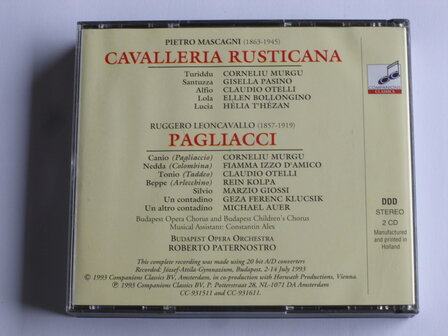 PIETRO MASCAGNI (1863-1945)
CAVALLERIA RUSTICANA
Turiddu CORNELIU MURGU
Santuzza GISELLA PASINO
Alfio CLAUDIO OTELLI
Lola ELLEN BOLLONGINO
Lucia HÉLIA T'HÉZAN
COMPANIONS
CLASSICS
RUGGERO LEONCAVALLO (1857-1919)
PAGLIACCI
Canio (Pagliaccio) CORNELIU MURGU
Nedda (Colombina) FIAMMA IZZO D'AMICO
Tonio (Taddeo) CLAUDIO OTELLI
Beppe (Arlecchino) REIN KOLPA
Silvio MARZIO GIOSSI
Un contadino GEZA FERENC KLUCSIK
Un altro contadino MICHAEL AUER
Budapest Opera Chorus and Budapest Children's Chorus
Musical Assistant: Constantin Alex
BUDAPEST OPERA ORCHESTRA
ROBERTO PATERNOSTRO
DDD
STEREO
2 CD
Manufactured
and printed in
Holland
This complete recording was made using 20 bit A/D converters
Recorded: József-Attila-Gymnazium, Budapest, 2-14 July 1993
© 1993 Companions Classics BV, Amsterdam, in co-production with Horwath Productions, Vienna.
℗ 1993 Companions Classics B.V. P. Potterstraat 28, NL-1071 DA Amsterdam
CC-931511 and CC-931611.